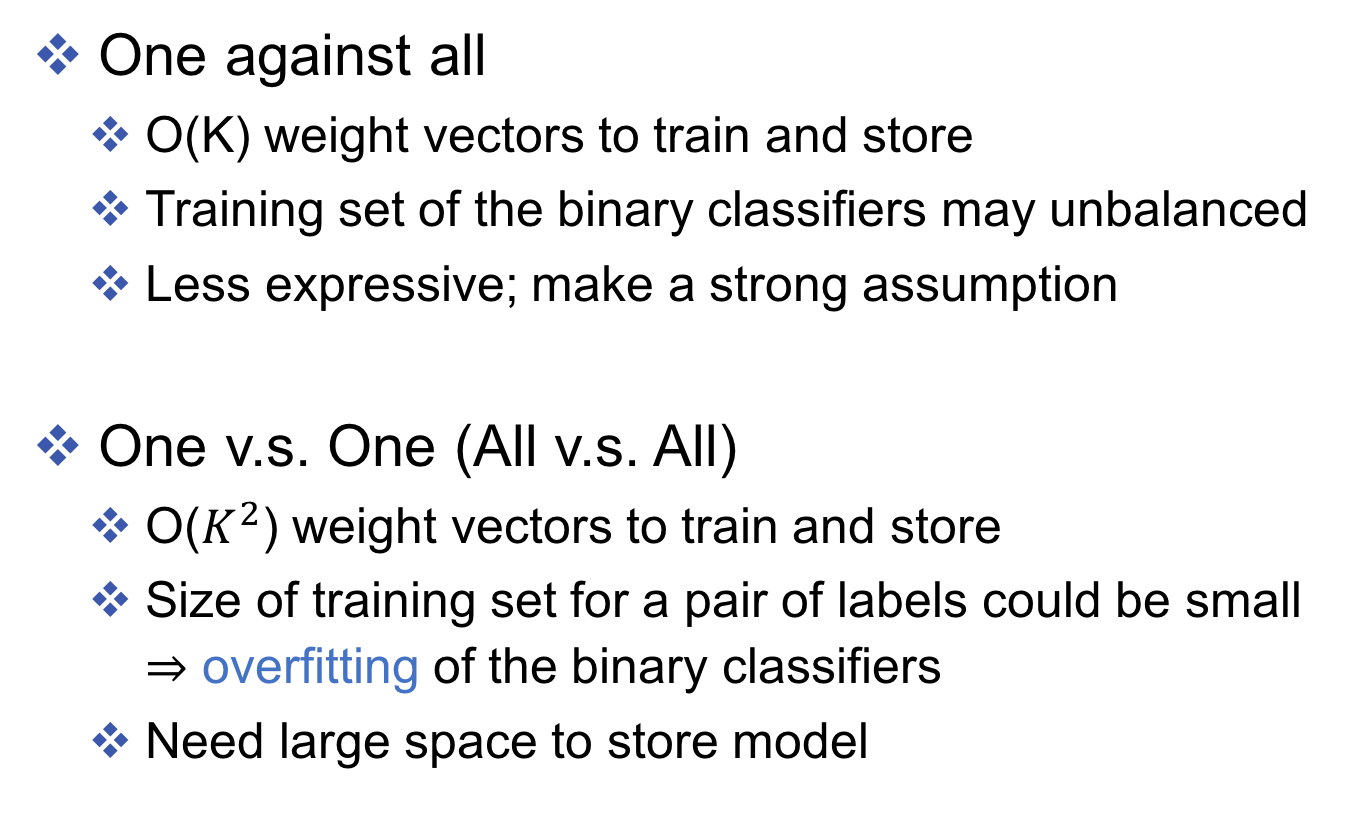 ❖ One against all
❖ O(K) weight vectors to train and store
❖ Training set of the binary classifiers may unbalanced
❖ Less expressive; make a strong assumption
❖ One v.s. One (All v.s. All)
❖ O(𝐾²) weight vectors to train and store
❖ Size of training set for a pair of labels could be small
⇒ overfitting of the binary classifiers
❖ Need large space to store model